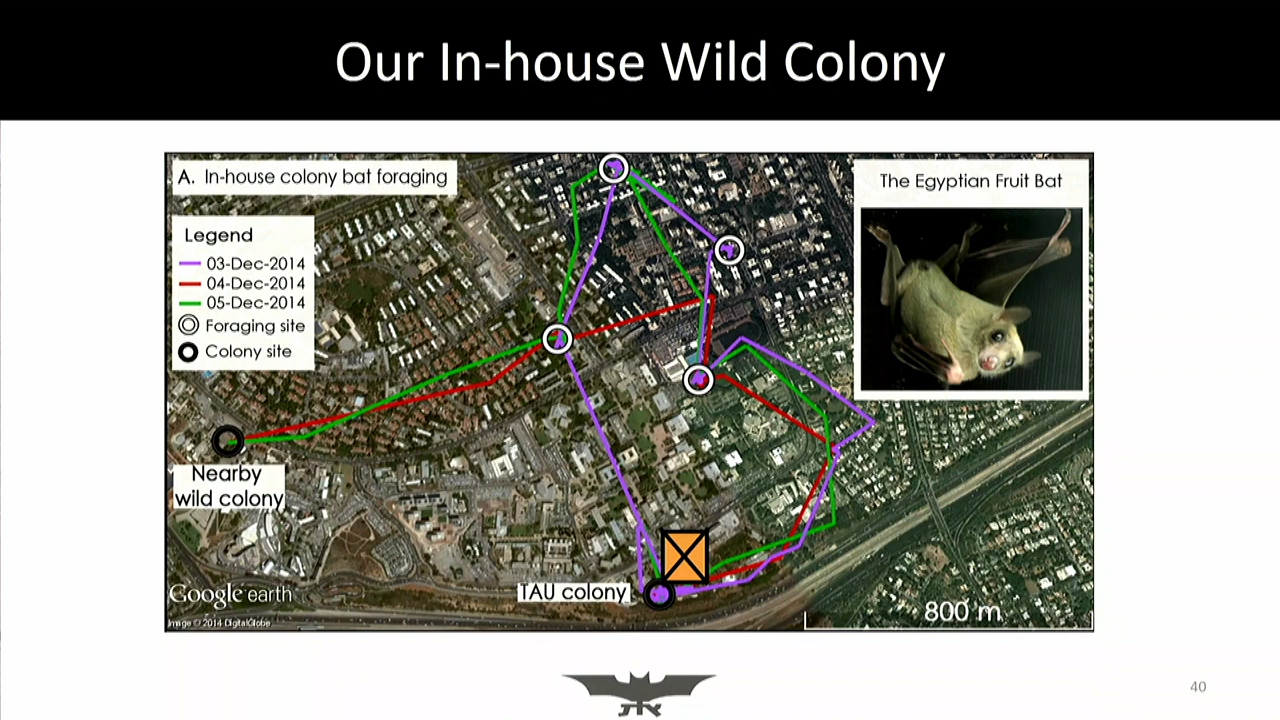 Our In-house Wild Colony
A. In-house colony bat foraging
The Egyptian Fruit Bat
Legend
03-Dec-2014
04-Dec-2014
05-Dec-2014
Foraging site
Colony site
Nearby
wild colony
TAU colony
Google earth
Image © 2014 DigitalGlobe
800 m
40